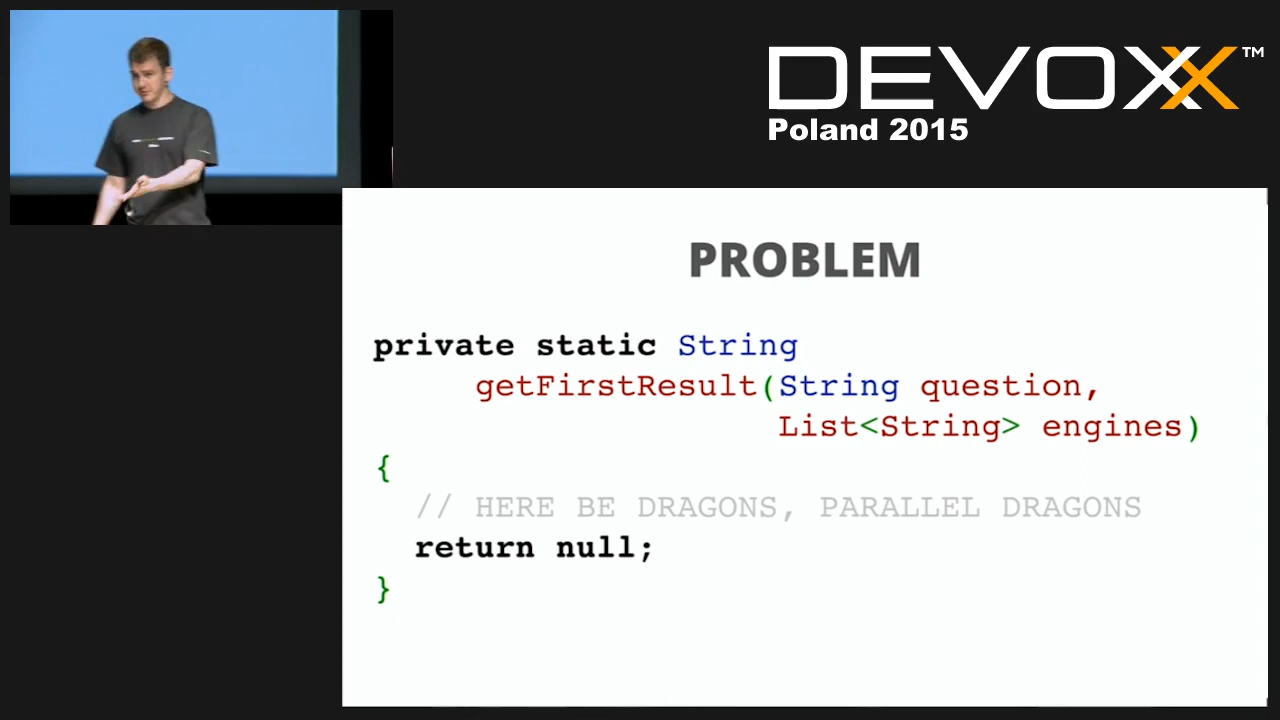 DEVOXX™
Poland 2015
PROBLEM
private static String
getFirstResult(String question,
List<String> engines)
{
// HERE BE DRAGONS, PARALLEL DRAGONS
return null;
}